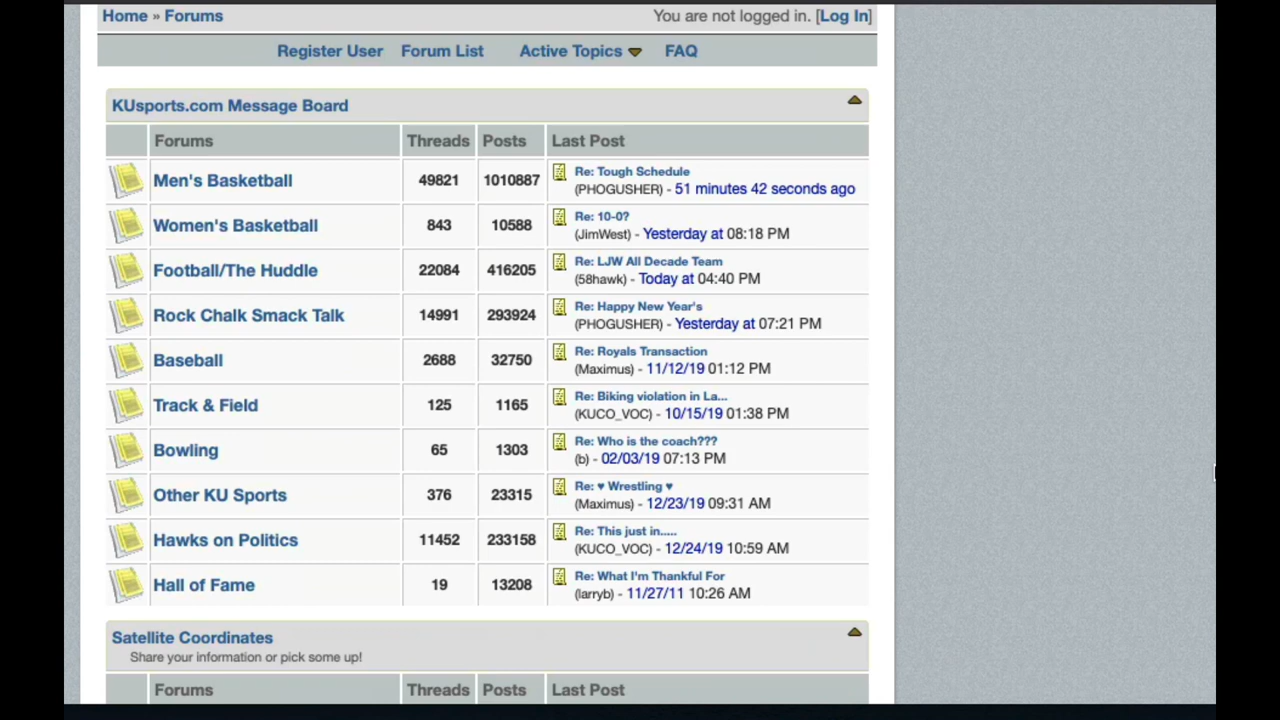 Home » Forums You are not logged in. [Log In]
Register User Forum List Active Topics FAQ
KUsports.com Message Board
Forums Threads Posts Last Post
Men's Basketball 49821 1010887 Re: Tough Schedule
(PHOGUSHER) - 51 minutes 42 seconds ago
Women's Basketball 843 10588 Re: 10-0?
(JimWest) - Yesterday at 08:18 PM
Football/The Huddle 22084 416205 Re: LJW All Decade Team
(58hawk) - Today at 04:40 PM
Rock Chalk Smack Talk 14991 293924 Re: Happy New Year's
(PHOGUSHER) - Yesterday at 07:21 PM
Baseball 2688 32750 Re: Royals Transaction
(Maximus) - 11/12/19 01:12 PM
Track & Field 125 1165 Re: Biking violation in La...
(KUCO_VOC) - 10/15/19 01:38 PM
Bowling 65 1303 Re: Who is the coach???
(b) - 02/03/19 07:13 PM
Other KU Sports 376 23315 Re: ♥ Wrestling ♥
(Maximus) - 12/23/19 09:31 AM
Hawks on Politics 11452 233158 Re: This just in.....
(KUCO_VOC) - 12/24/19 10:59 AM
Hall of Fame 19 13208 Re: What I'm Thankful For
(larryb) - 11/27/11 10:26 AM
Satellite Coordinates
Share your information or pick some up!
Forums Threads Posts Last Post